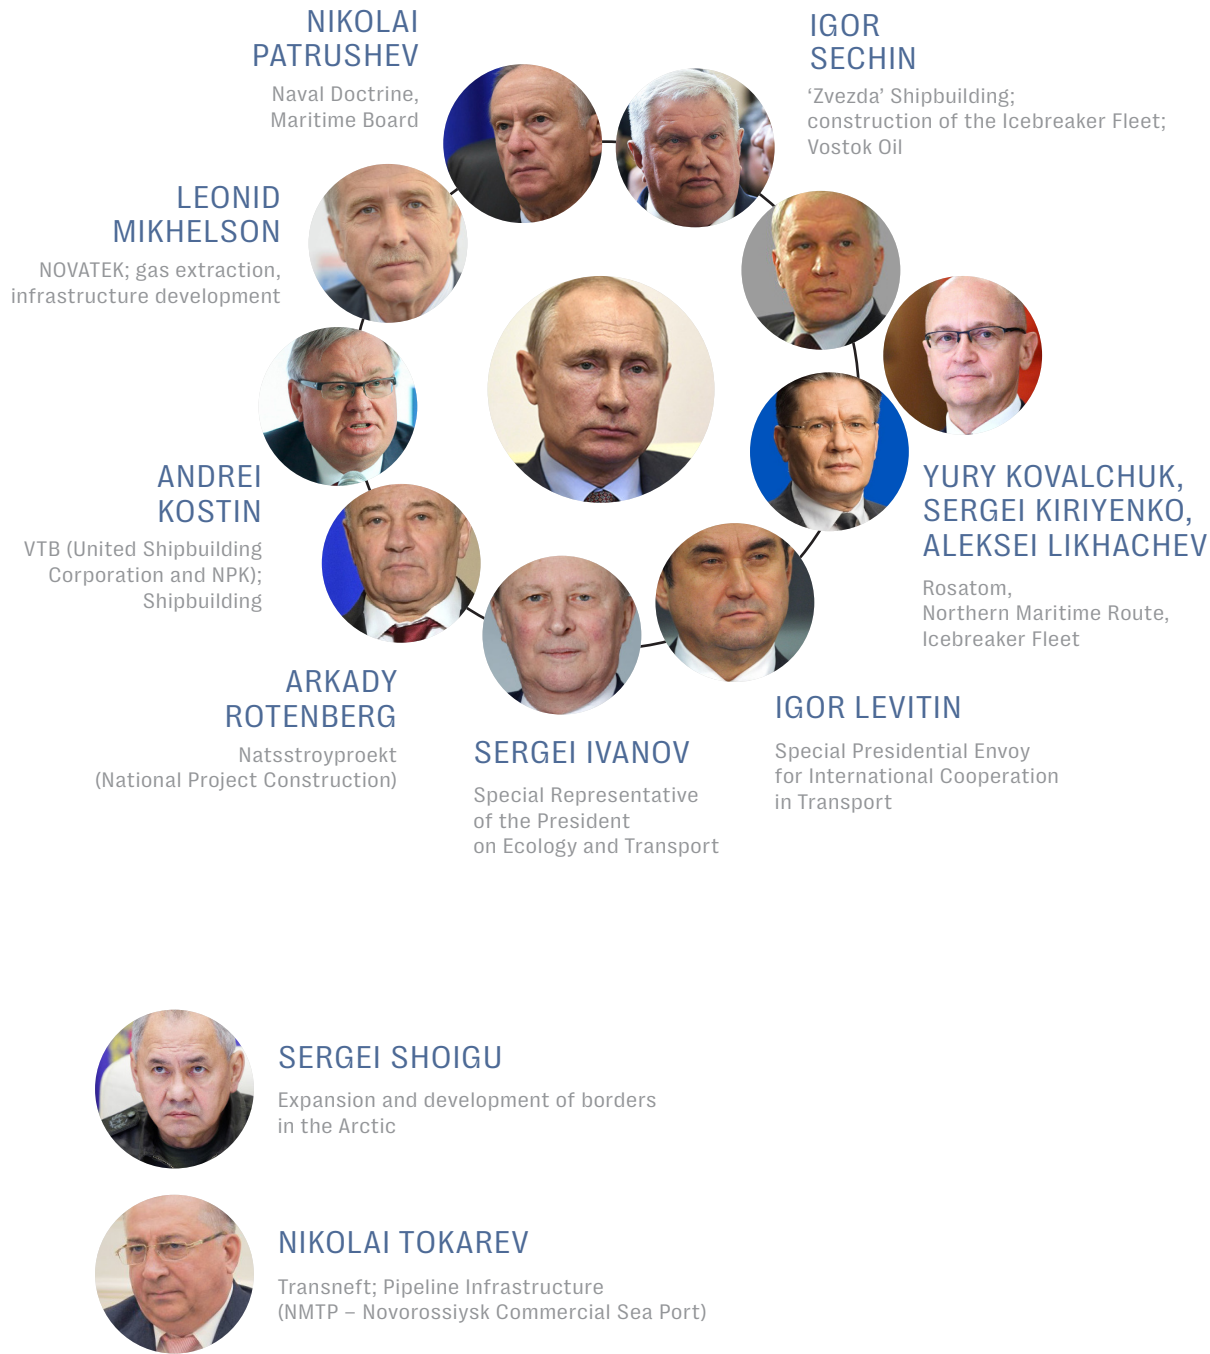 NIKOLAI
PATRUSHEV
Naval Doctrine,
Maritime Board
IGOR
SECHIN
‘Zvezda’ Shipbuilding;
construction of the Icebreaker Fleet;
Vostok Oil
LEONID
MIKHELSON
NOVATEK; gas extraction,
infrastructure development
ANDREI
KOSTIN
VTB (United Shipbuilding
Corporation and NPK);
Shipbuilding
YURY KOVALCHUK,
SERGEI KIRIYENKO,
ALEKSEI LIKHACHEV
Rosatom,
Northern Maritime Route,
Icebreaker Fleet
ARKADY
ROTENBERG
Natsstroyproekt
(National Project Construction)
SERGEI IVANOV
Special Representative
of the President
on Ecology and Transport
IGOR LEVITIN
Special Presidential Envoy
for International Cooperation
in Transport
SERGEI SHOIGU
Expansion and development of borders
in the Arctic
NIKOLAI TOKAREV
Transneft; Pipeline Infrastructure
(NMTP – Novorossiysk Commercial Sea Port)